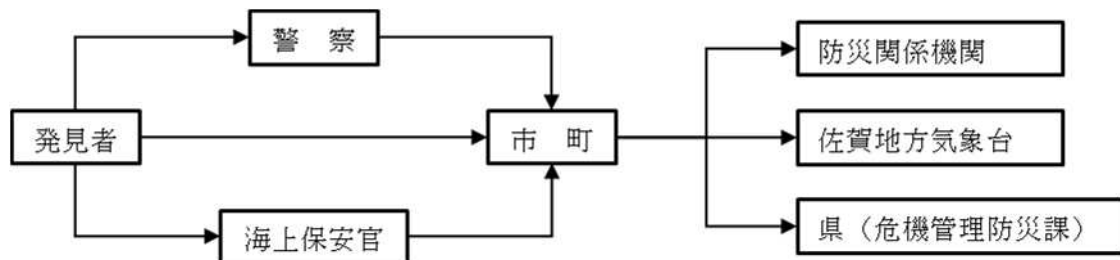 警　察
防災関係機関
発見者
市　町
佐賀地方気象台
海上保安官
県（危機管理防災課）